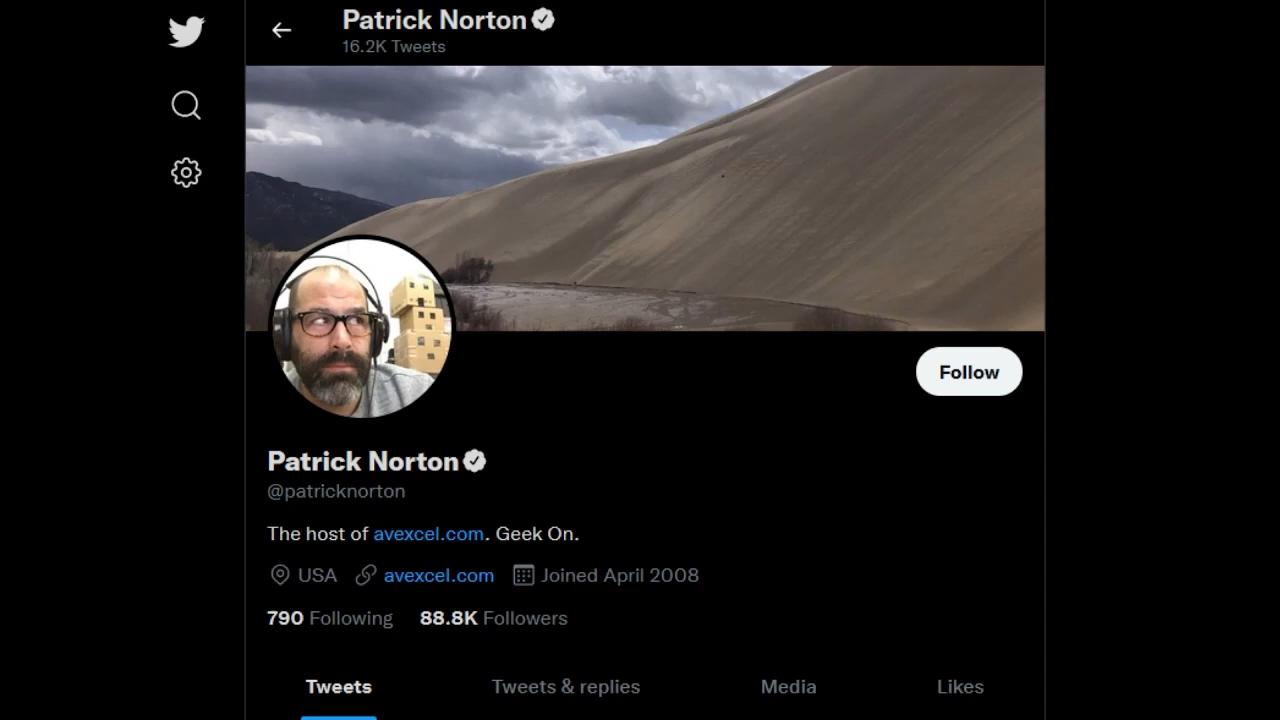 Patrick Norton
16.2K Tweets
Follow
Patrick Norton
@patricknorton
The host of avexcel.com. Geek On.
USA avexcel.com Joined April 2008
790 Following 88.8K Followers
Tweets Tweets & replies Media Likes